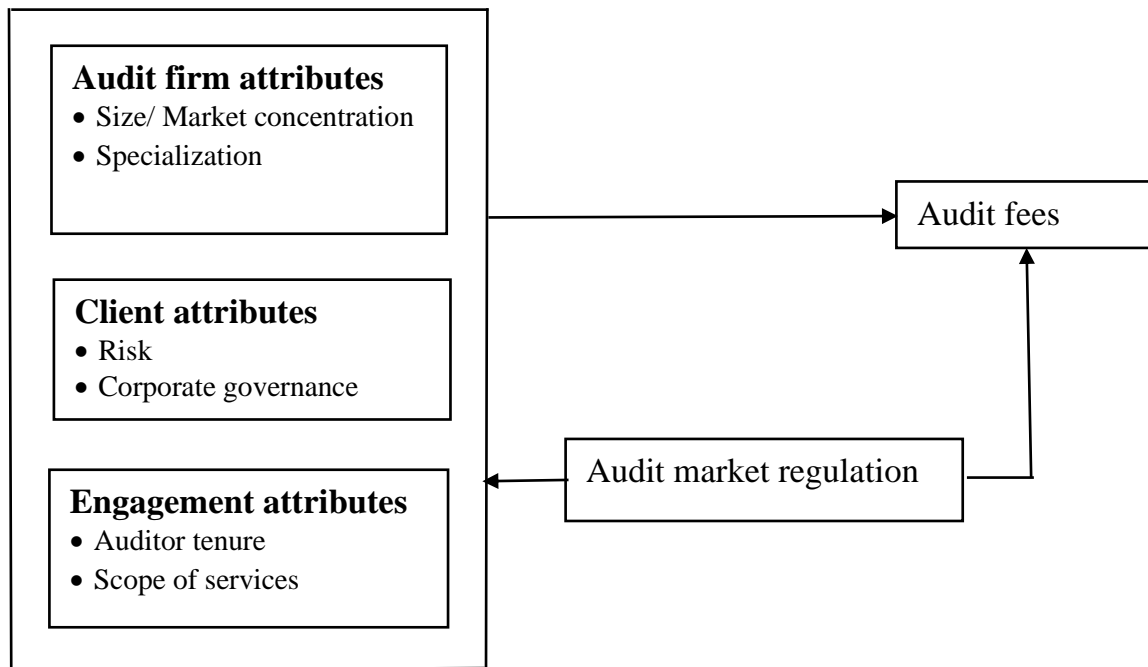 Audit firm attributes
• Size/ Market concentration
• Specialization
Audit fees
Client attributes
• Risk
• Corporate governance
Audit market regulation
Engagement attributes
• Auditor tenure
• Scope of services